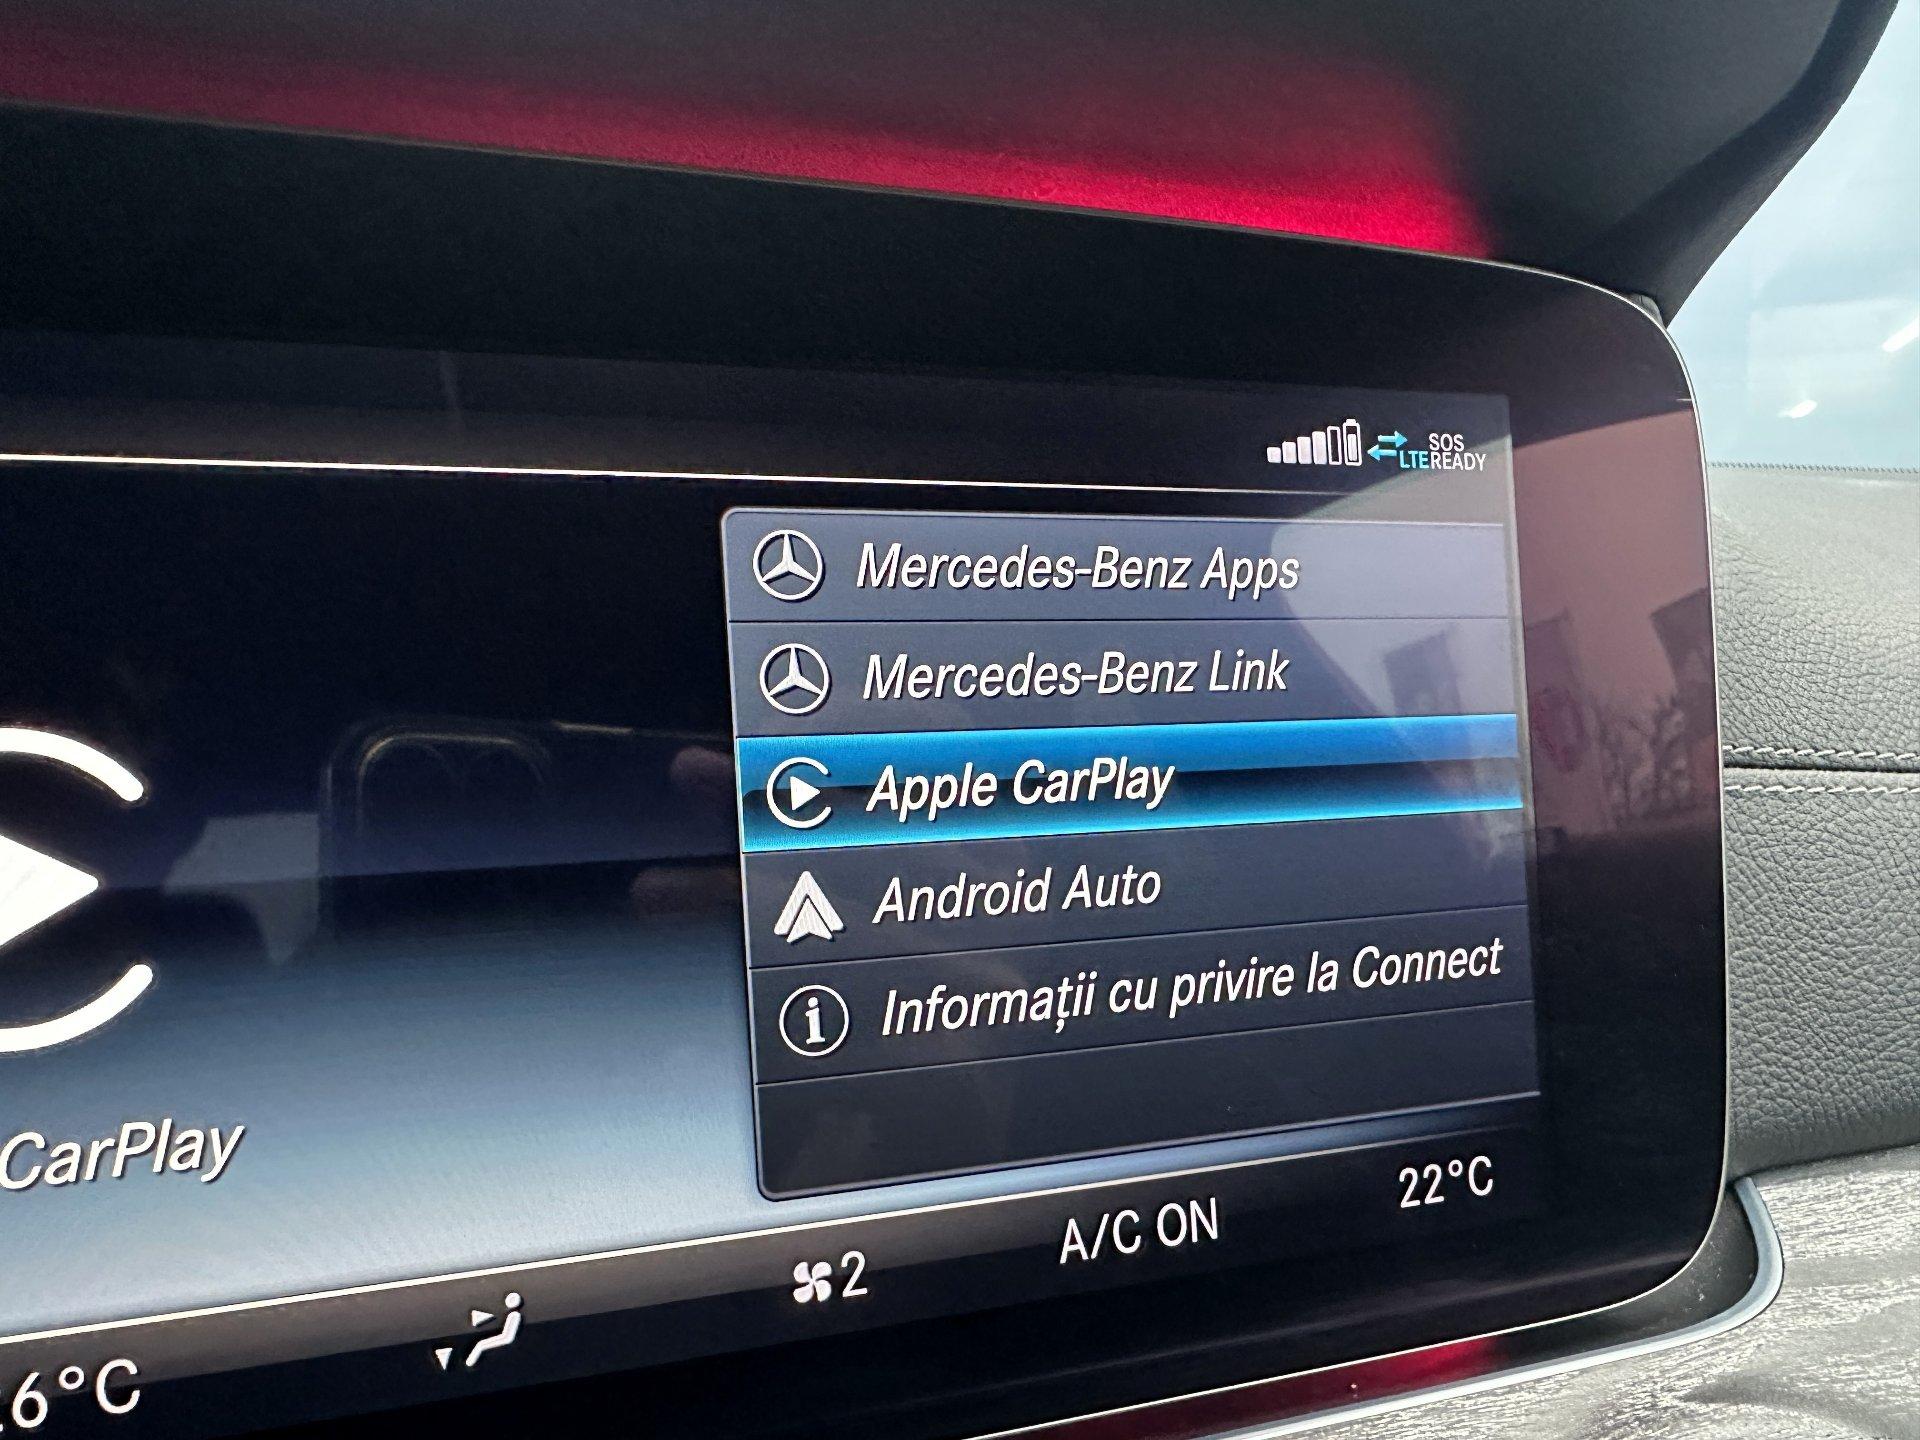 SOS
LTE READY
Mercedes-Benz Apps
Mercedes-Benz Link
Apple CarPlay
Android Auto
Informații cu privire la Connect
CarPlay
22°C
A/C ON
2
6°C